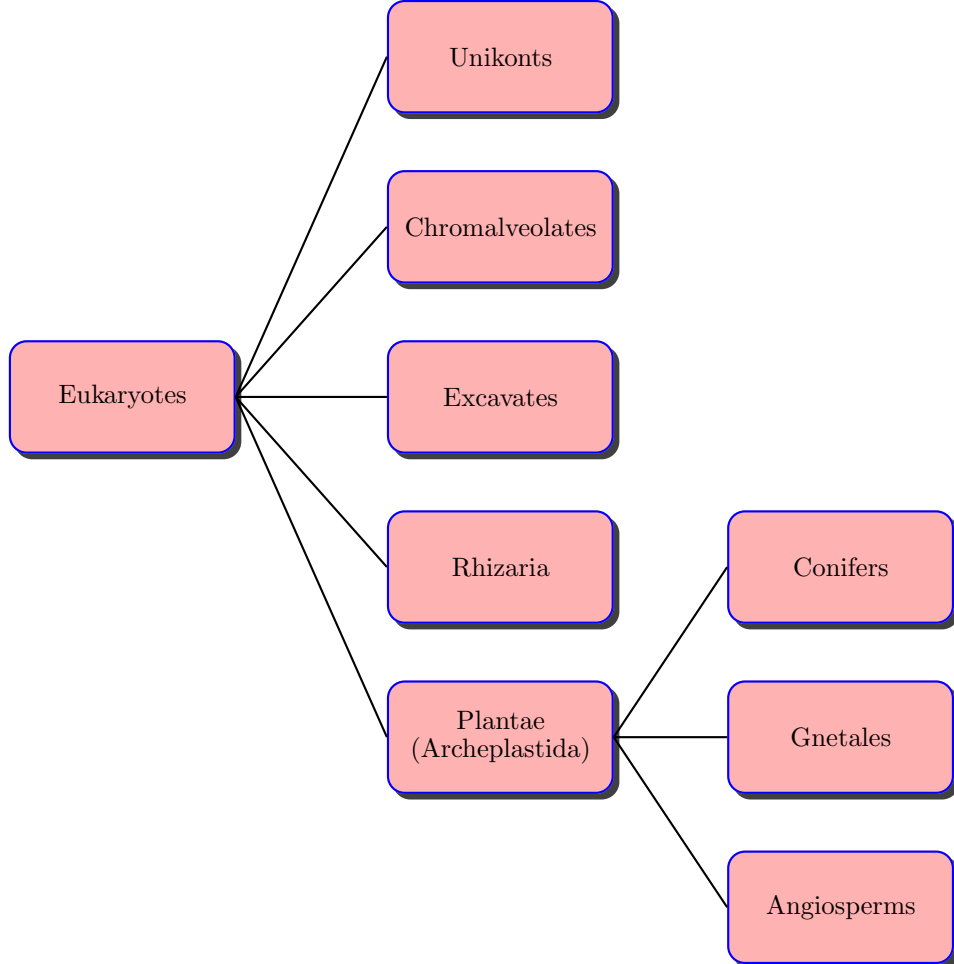 Unikonts
Chromalveolates
Eukaryotes
Excavates
Rhizaria
Conifers
Plantae
(Archeplastida)
Gnetales
Angiosperms